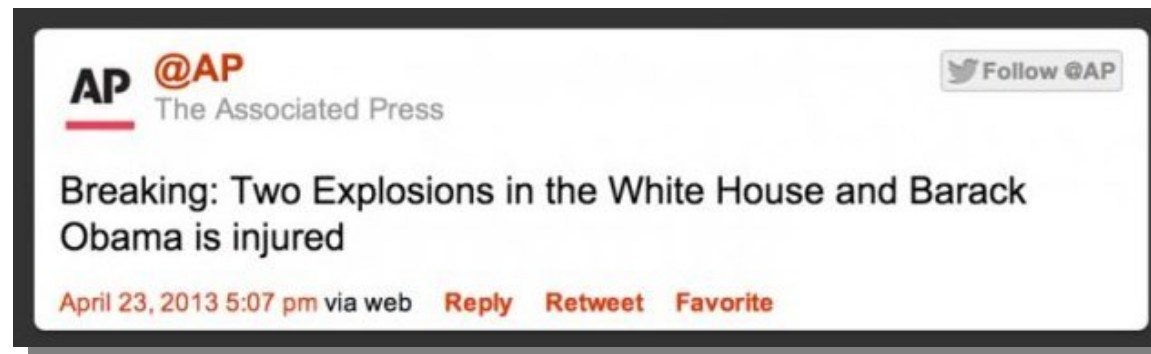 AP @AP
The Associated Press
Follow @AP
Breaking: Two Explosions in the White House and Barack
Obama is injured
April 23, 2013 5:07 pm via web Reply Retweet Favorite